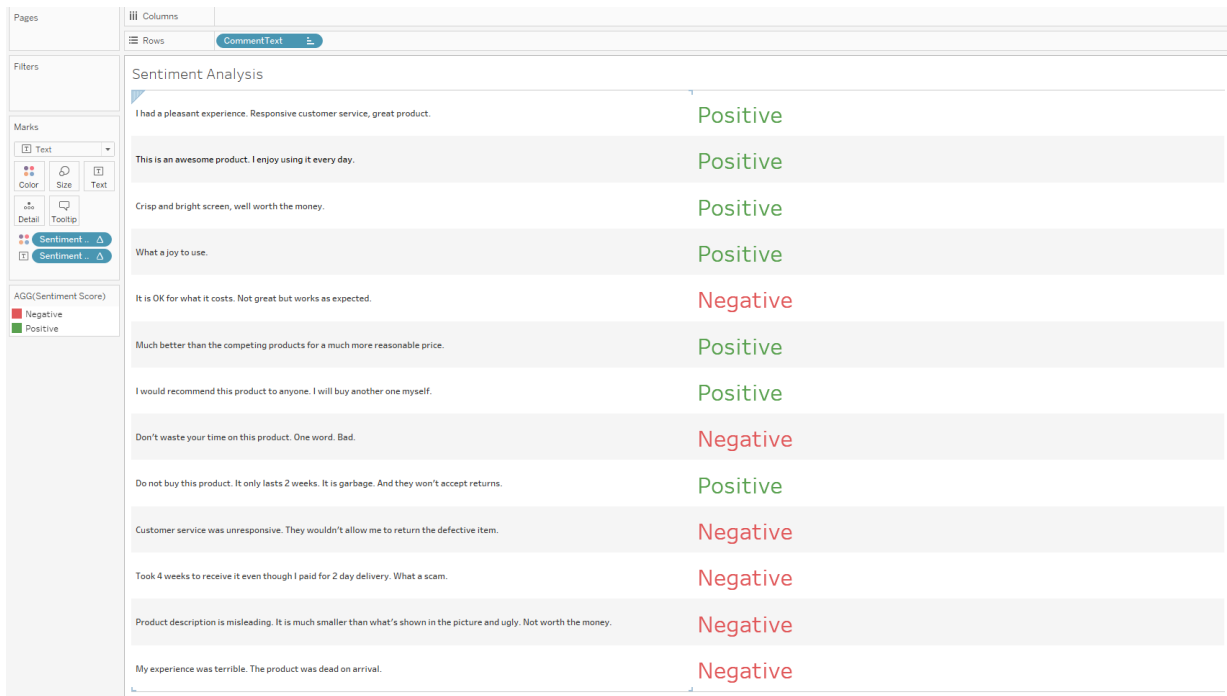 Pages
Columns
Rows
CommentText
Filters
Marks
Text
Color
Size
Text
Detail
Tooltip
Sentiment ..
Sentiment ..
AGG(Sentiment Score)
Negative
Positive
Sentiment Analysis
I had a pleasant experience. Responsive customer service, great product. Positive
This is an awesome product. I enjoy using it every day. Positive
Crisp and bright screen, well worth the money. Positive
What a joy to use. Positive
It is OK for what it costs. Not great but works as expected. Negative
Much better than the competing products for a much more reasonable price. Positive
I would recommend this product to anyone. I will buy another one myself. Positive
Don't waste your time on this product. One word. Bad. Negative
Do not buy this product. It only lasts 2 weeks. It is garbage. And they won't accept returns. Positive
Customer service was unresponsive. They wouldn't allow me to return the defective item. Negative
Took 4 weeks to receive it even though I paid for 2 day delivery. What a scam. Negative
Product description is misleading. It is much smaller than what's shown in the picture and ugly. Not worth the money. Negative
My experience was terrible. The product was dead on arrival. Negative